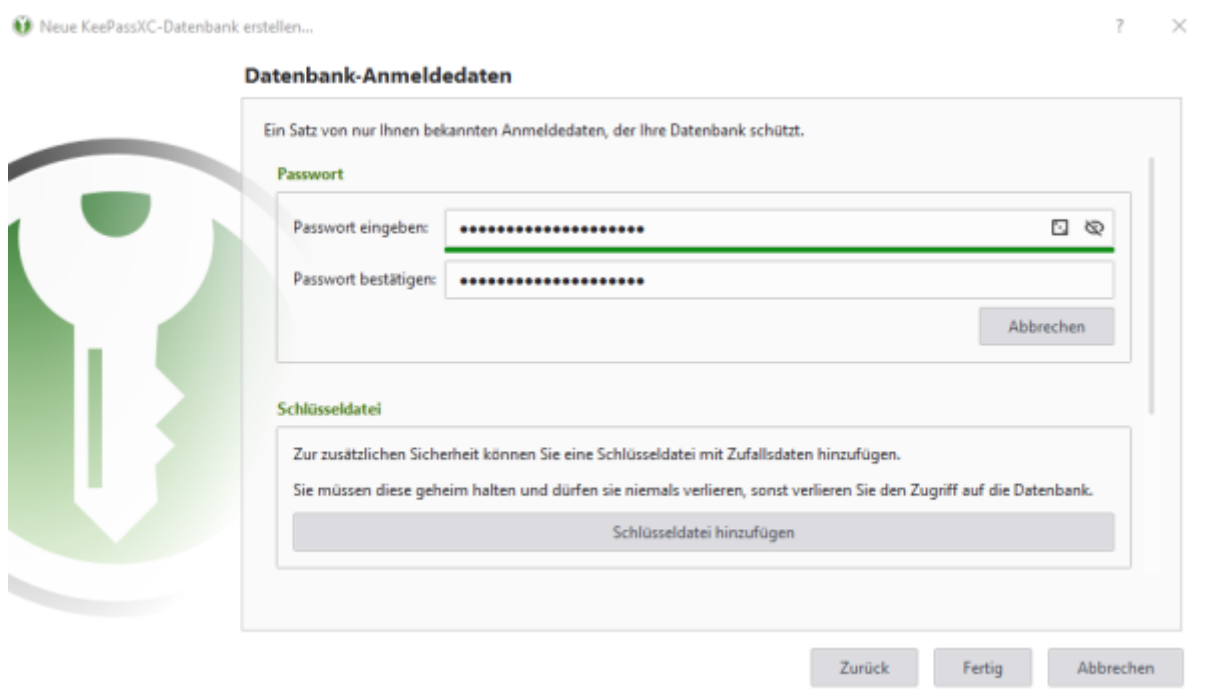 Neue KeePassXC-Datenbank erstellen...
?
Datenbank-Anmeldedaten
Ein Satz von nur Ihnen bekannten Anmeldedaten, der Ihre Datenbank schützt.
Passwort
Passwort eingeben: ●●●●●●●●●●●●●●●●●●●●
Passwort bestätigen: ●●●●●●●●●●●●●●●●●●●●
Abbrechen
Schlüsseldatei
Zur zusätzlichen Sicherheit können Sie eine Schlüsseldatei mit Zufallsdaten hinzufügen.
Sie müssen diese geheim halten und dürfen sie niemals verlieren, sonst verlieren Sie den Zugriff auf die Datenbank.
Schlüsseldatei hinzufügen
Zurück Fertig Abbrechen